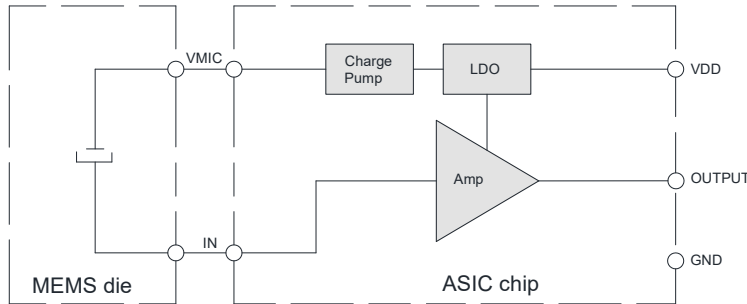 VMIC
Charge
Pump
LDO
VDD
Amp
OUTPUT
IN
GND
MEMS die
ASIC chip